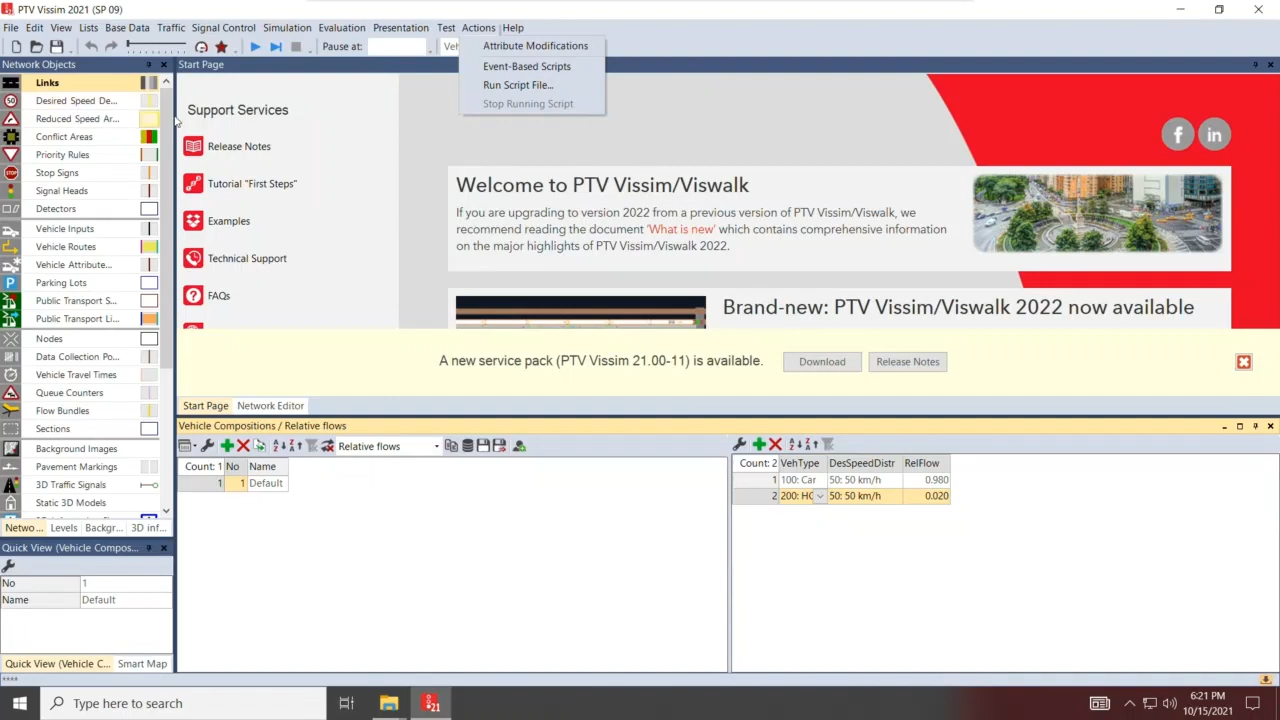 PTV Vissim 2021 (SP 09)
File Edit View Lists Base Data Traffic Signal Control Simulation Evaluation Presentation Test Actions Help
Pause at:
Attribute Modifications
Event-Based Scripts
Run Script File...
Stop Running Script
Network Objects
Links
Desired Speed De...
Reduced Speed Ar...
Conflict Areas
Priority Rules
Stop Signs
Signal Heads
Detectors
Vehicle Inputs
Vehicle Routes
Vehicle Attribute...
Parking Lots
Public Transport S...
Public Transport Li...
Nodes
Data Collection Po...
Vehicle Travel Times
Queue Counters
Flow Bundles
Sections
Background Images
Pavement Markings
3D Traffic Signals
Static 3D Models
Netwo... Levels Backgr... 3D inf...
Quick View (Vehicle Compos...
No 1
Name Default
Quick View (Vehicle C... Smart Map
****
Start Page
Support Services
Release Notes
Tutorial "First Steps"
Examples
Technical Support
FAQs
Welcome to PTV Vissim/Viswalk
If you are upgrading to version 2022 from a previous version of PTV Vissim/Viswalk, we
recommend reading the document 'What is new' which contains comprehensive information
on the major highlights of PTV Vissim/Viswalk 2022.
Brand-new: PTV Vissim/Viswalk 2022 now available
A new service pack (PTV Vissim 21.00-11) is available. Download Release Notes
Start Page Network Editor
Vehicle Compositions / Relative flows
Relative flows
Count: 1 No Name
1 1 Default
Count: 2 VehType DesSpeedDistr RelFlow
1 100: Car 50: 50 km/h 0.980
2 200: HG 50: 50 km/h 0.020
Type here to search
21
6:21 PM
10/15/2021